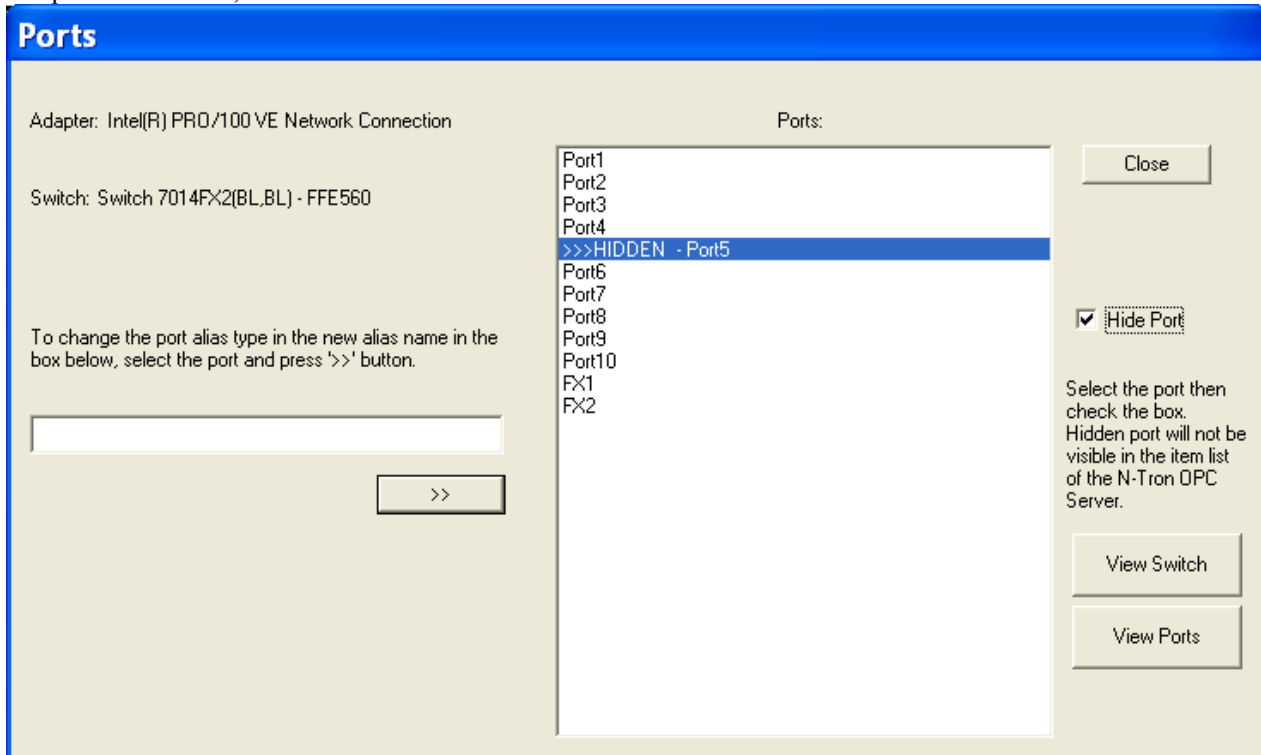 Ports
Adapter: Intel(R) PRO/100 VE Network Connection
Switch: Switch 7014FX2(BL,BL) - FFE560
To change the port alias type in the new alias name in the
box below, select the port and press '>>' button.
>>
Ports:
Port1
Port2
Port3
Port4
>>>HIDDEN - Port5
Port6
Port7
Port8
Port9
Port10
FX1
FX2
Close
Hide Port
Select the port then
check the box.
Hidden port will not be
visible in the item list
of the N-Tron OPC
Server.
View Switch
View Ports